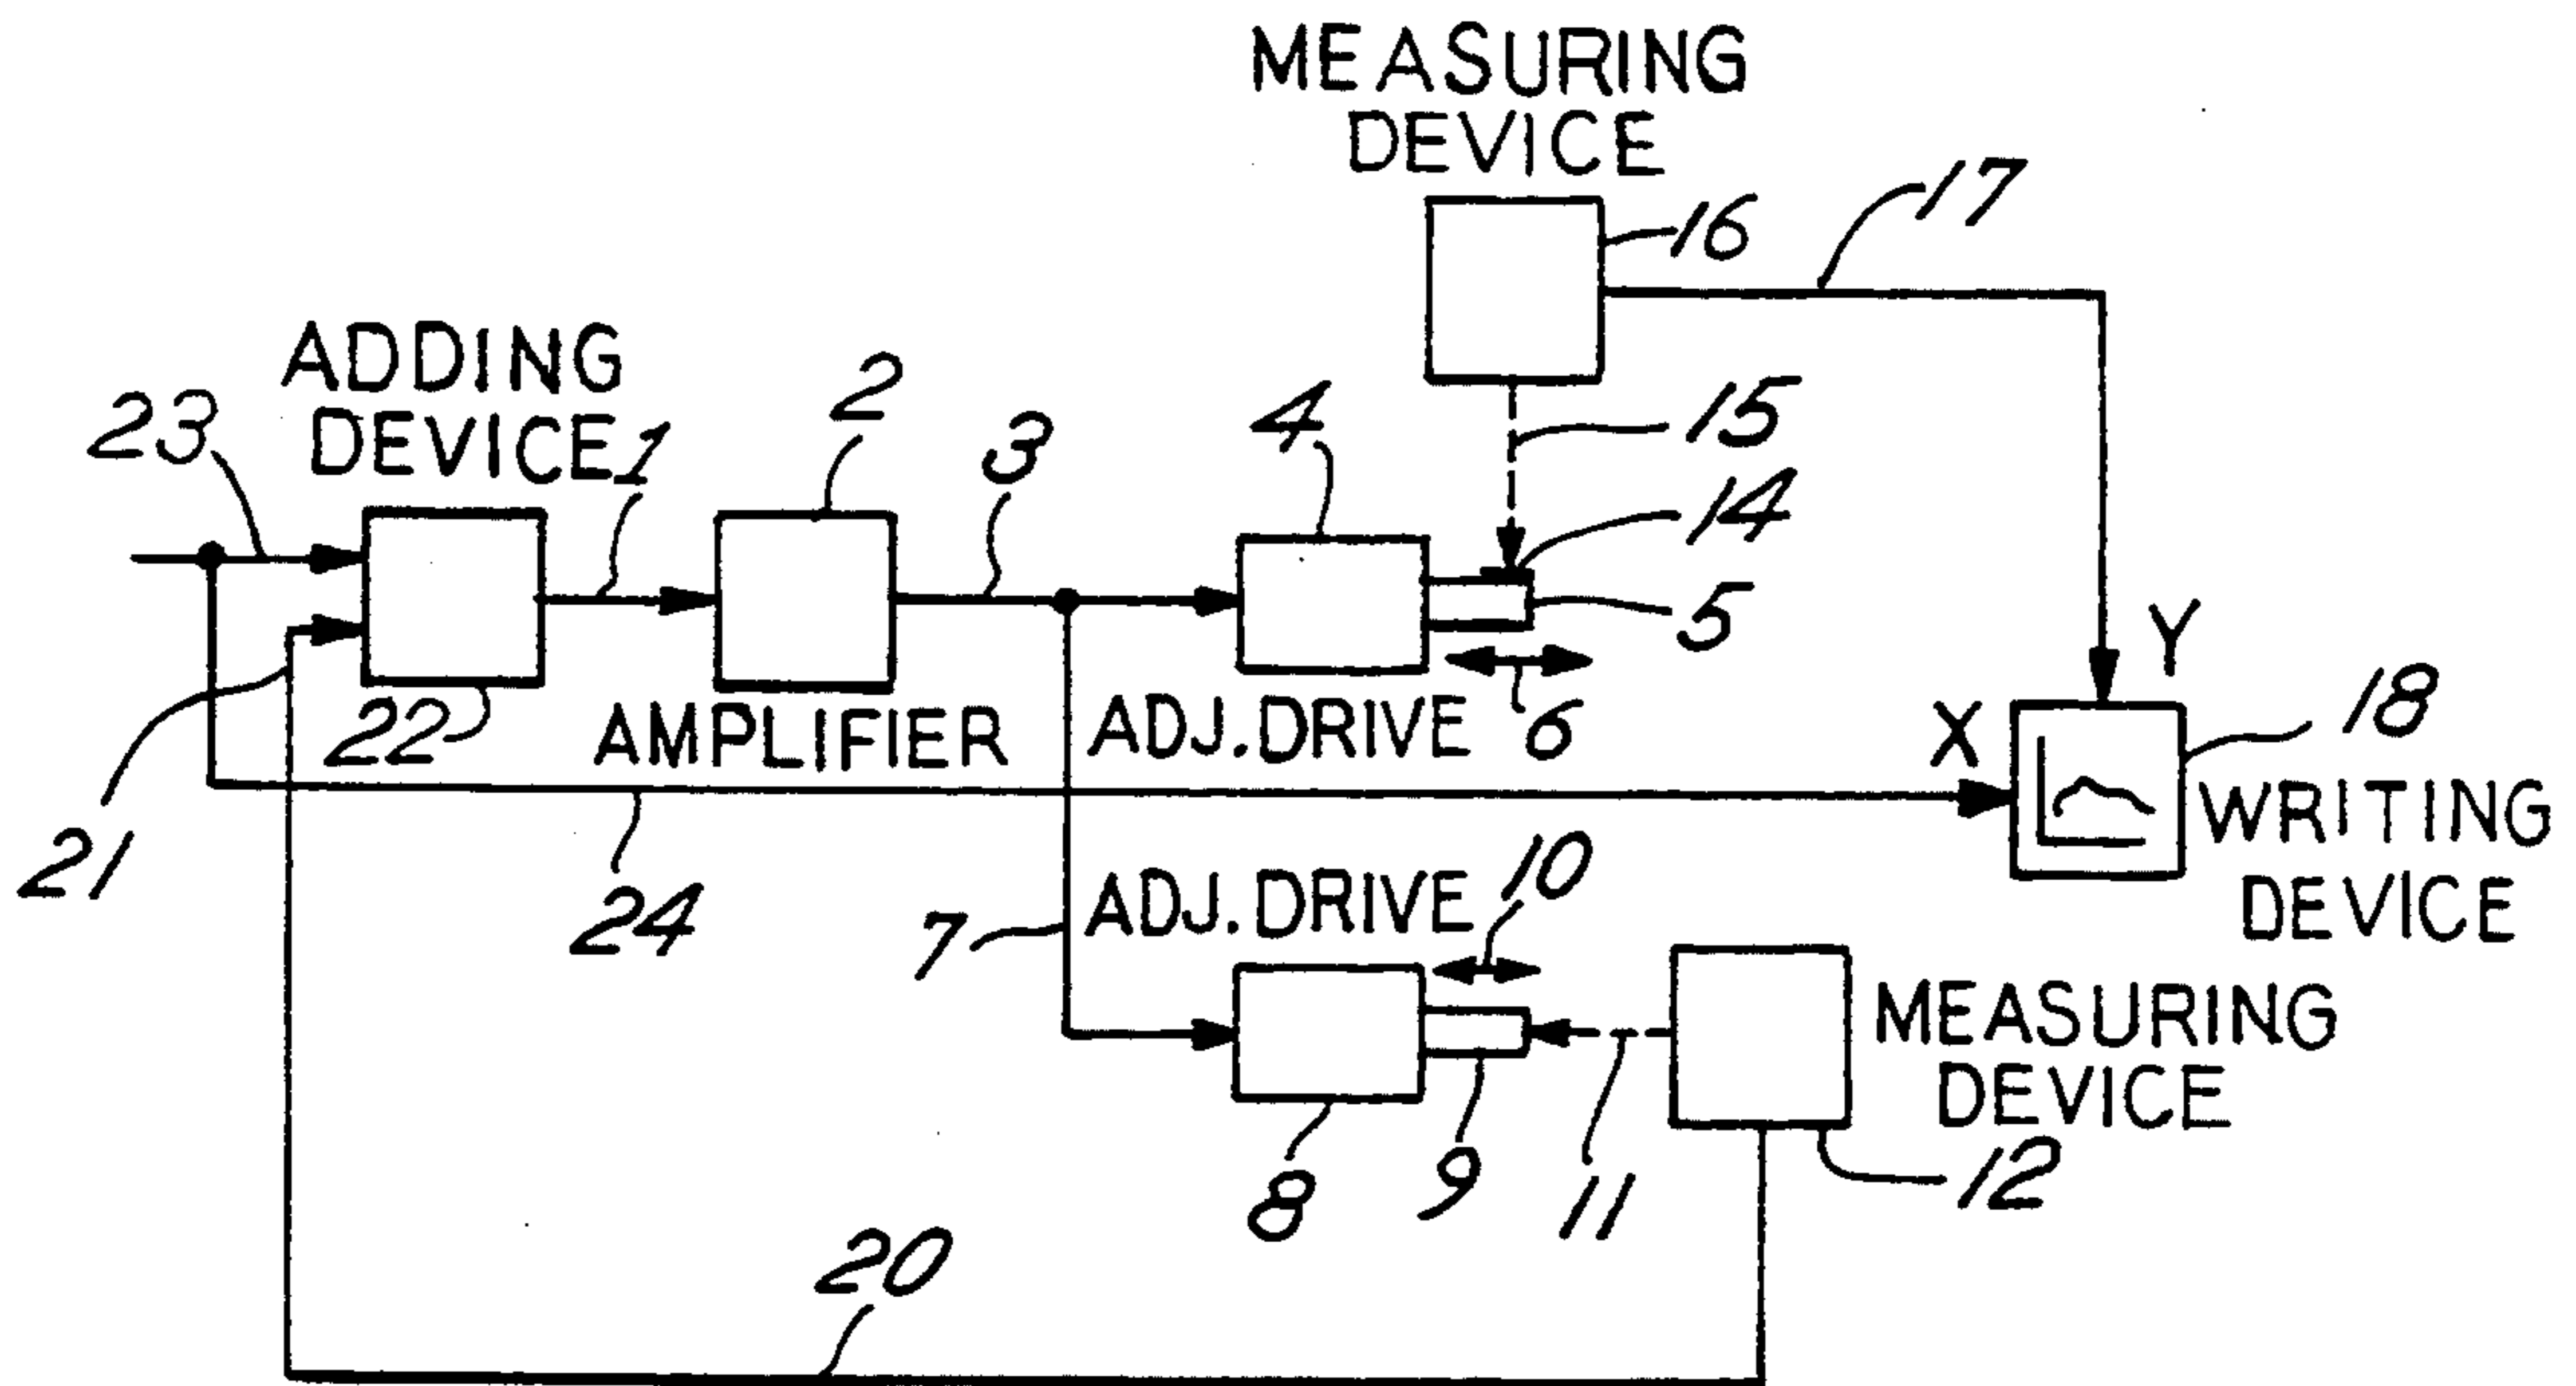 MEASURING
DEVICE
16
17
ADDING
DEVICE
23
1
2
3
4
15
14
5
6
Y
X
18
WRITING
DEVICE
22
AMPLIFIER
ADJ. DRIVE
21
24
7
ADJ. DRIVE
10
8
9
11
MEASURING
DEVICE
12
20